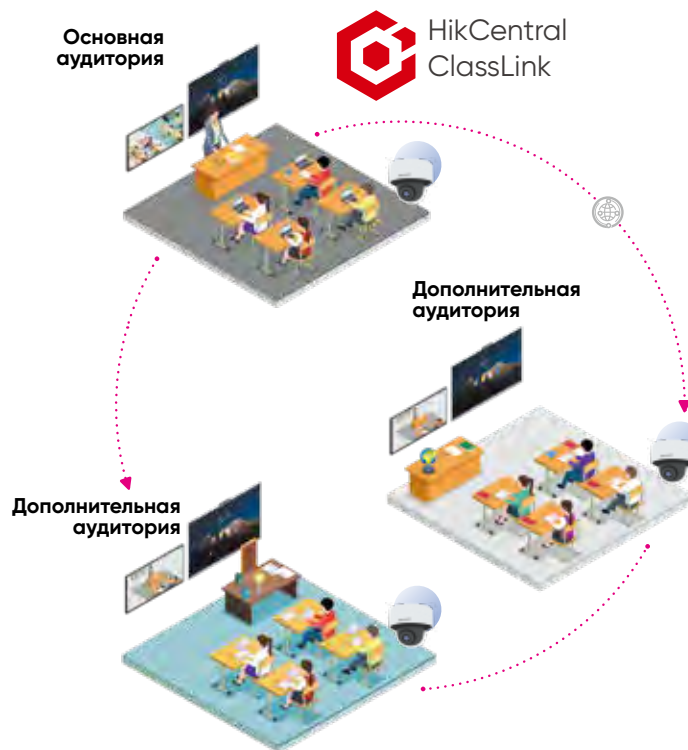 Основная
аудитория
HikCentral
ClassLink
Дополнительная
аудитория
Дополнительная
аудитория